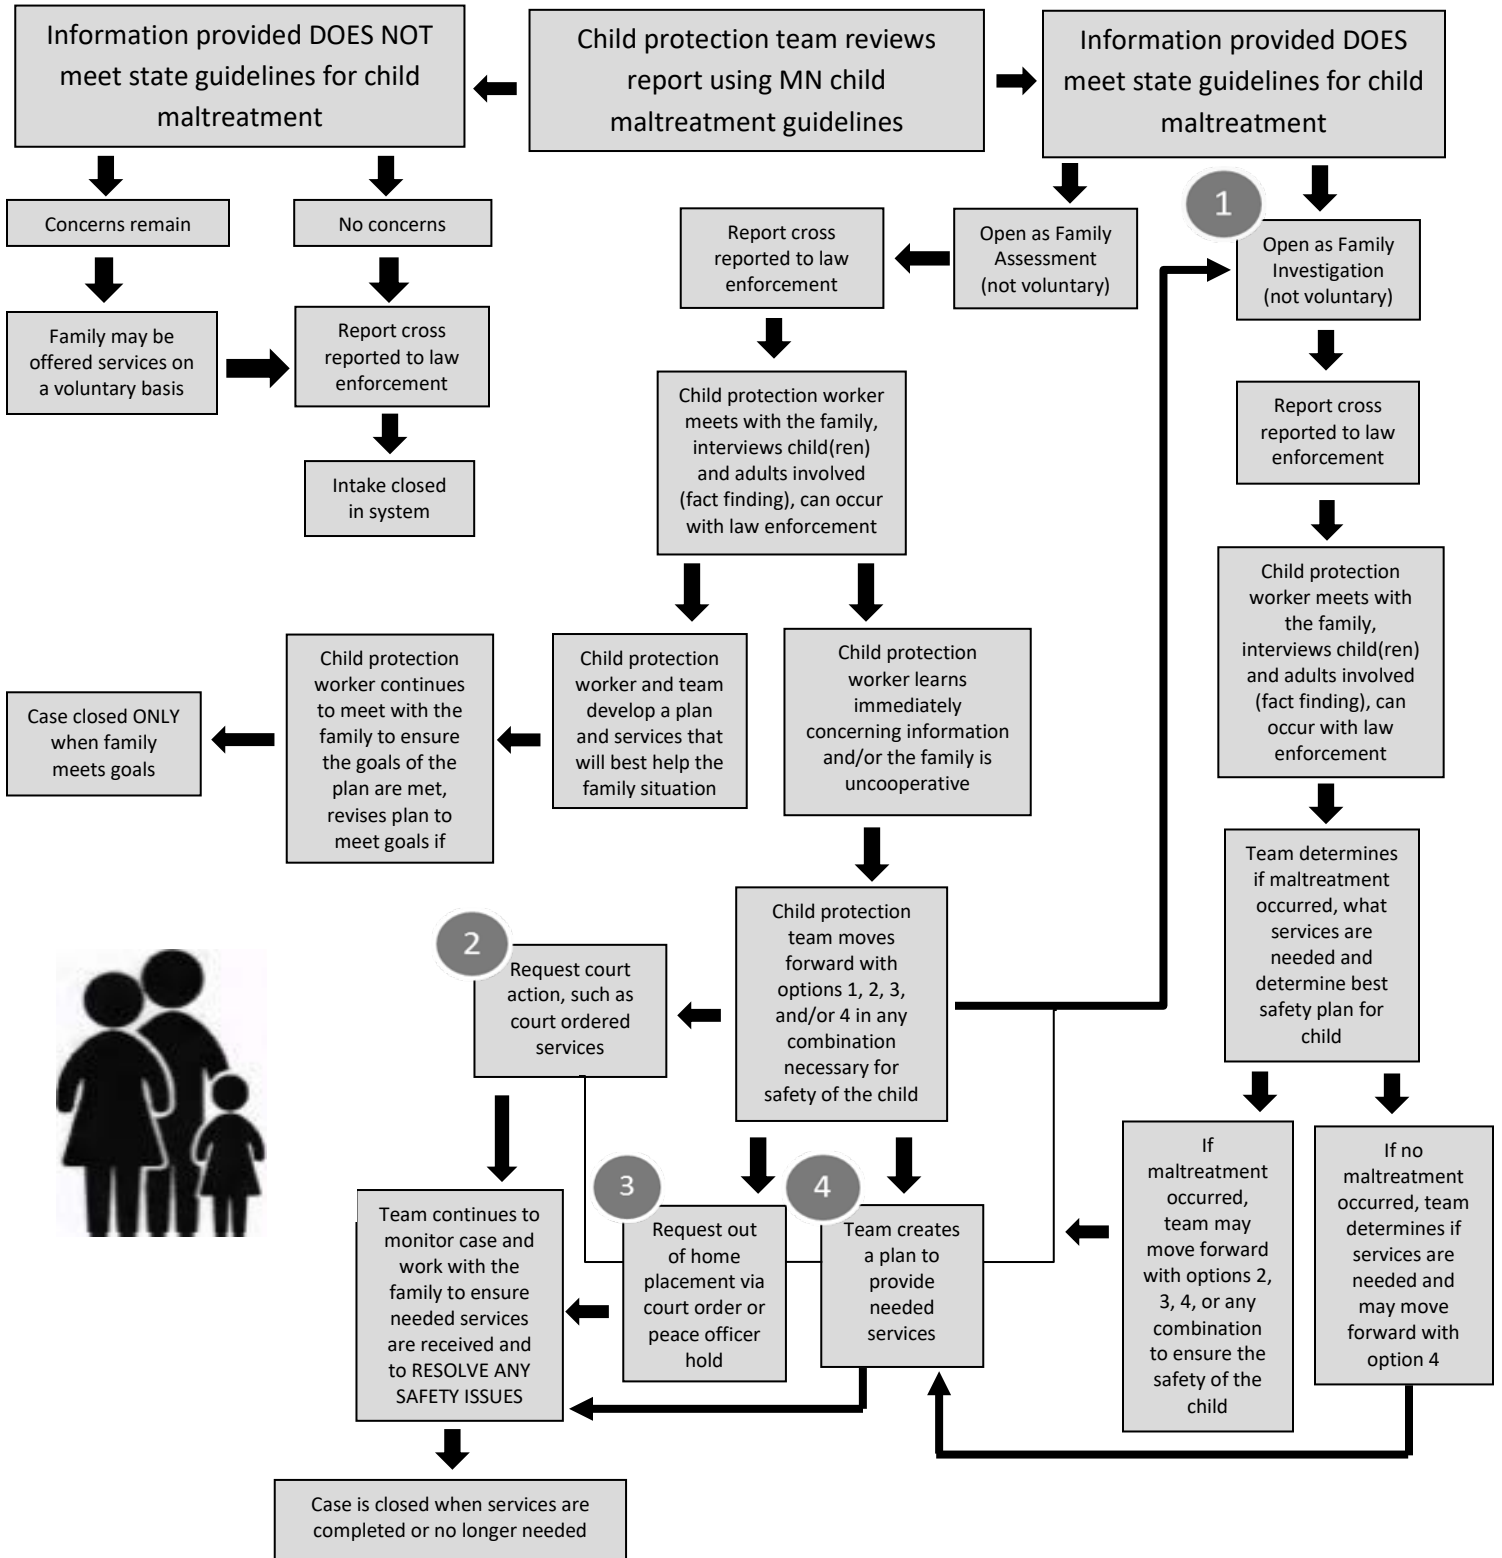 Information provided DOES NOT
meet state guidelines for child
maltreatment
Child protection team reviews
report using MN child
maltreatment guidelines
Information provided DOES
meet state guidelines for child
maltreatment
Concerns remain
No concerns
Report cross
reported to law
enforcement
Open as Family
Assessment
(not voluntary)
1
Open as Family
Investigation
(not voluntary)
Family may be
offered services on
a voluntary basis
Report cross
reported to law
enforcement
Child protection worker
meets with the family,
interviews child(ren)
and adults involved
(fact finding), can occur
with law enforcement
Report cross
reported to law
enforcement
Intake closed
in system
Child protection
worker meets with
the family,
interviews child(ren)
and adults involved
(fact finding), can
occur with law
enforcement
Case closed ONLY
when family
meets goals
Child protection
worker continues
to meet with the
family to ensure
the goals of the
plan are met,
revises plan to
meet goals if
Child protection
worker and team
develop a plan
and services that
will best help the
family situation
Child protection
worker learns
immediately
concerning information
and/or the family is
uncooperative
Team determines
if maltreatment
occurred, what
services are
needed and
determine best
safety plan for
child
2
Request court
action, such as
court ordered
services
Child protection
team moves
forward with
options 1, 2, 3,
and/or 4 in any
combination
necessary for
safety of the child
Team continues to
monitor case and
work with the
family to ensure
needed services
are received and
to RESOLVE ANY
SAFETY ISSUES
3
Request out
of home
placement via
court order or
peace officer
hold
4
Team creates
a plan to
provide
needed
services
If
maltreatment
occurred,
team may
move forward
with options 2,
3, 4, or any
combination
to ensure the
safety of the
child
If no
maltreatment
occurred, team
determines if
services are
needed and
may move
forward with
option 4
Case is closed when services are
completed or no longer needed